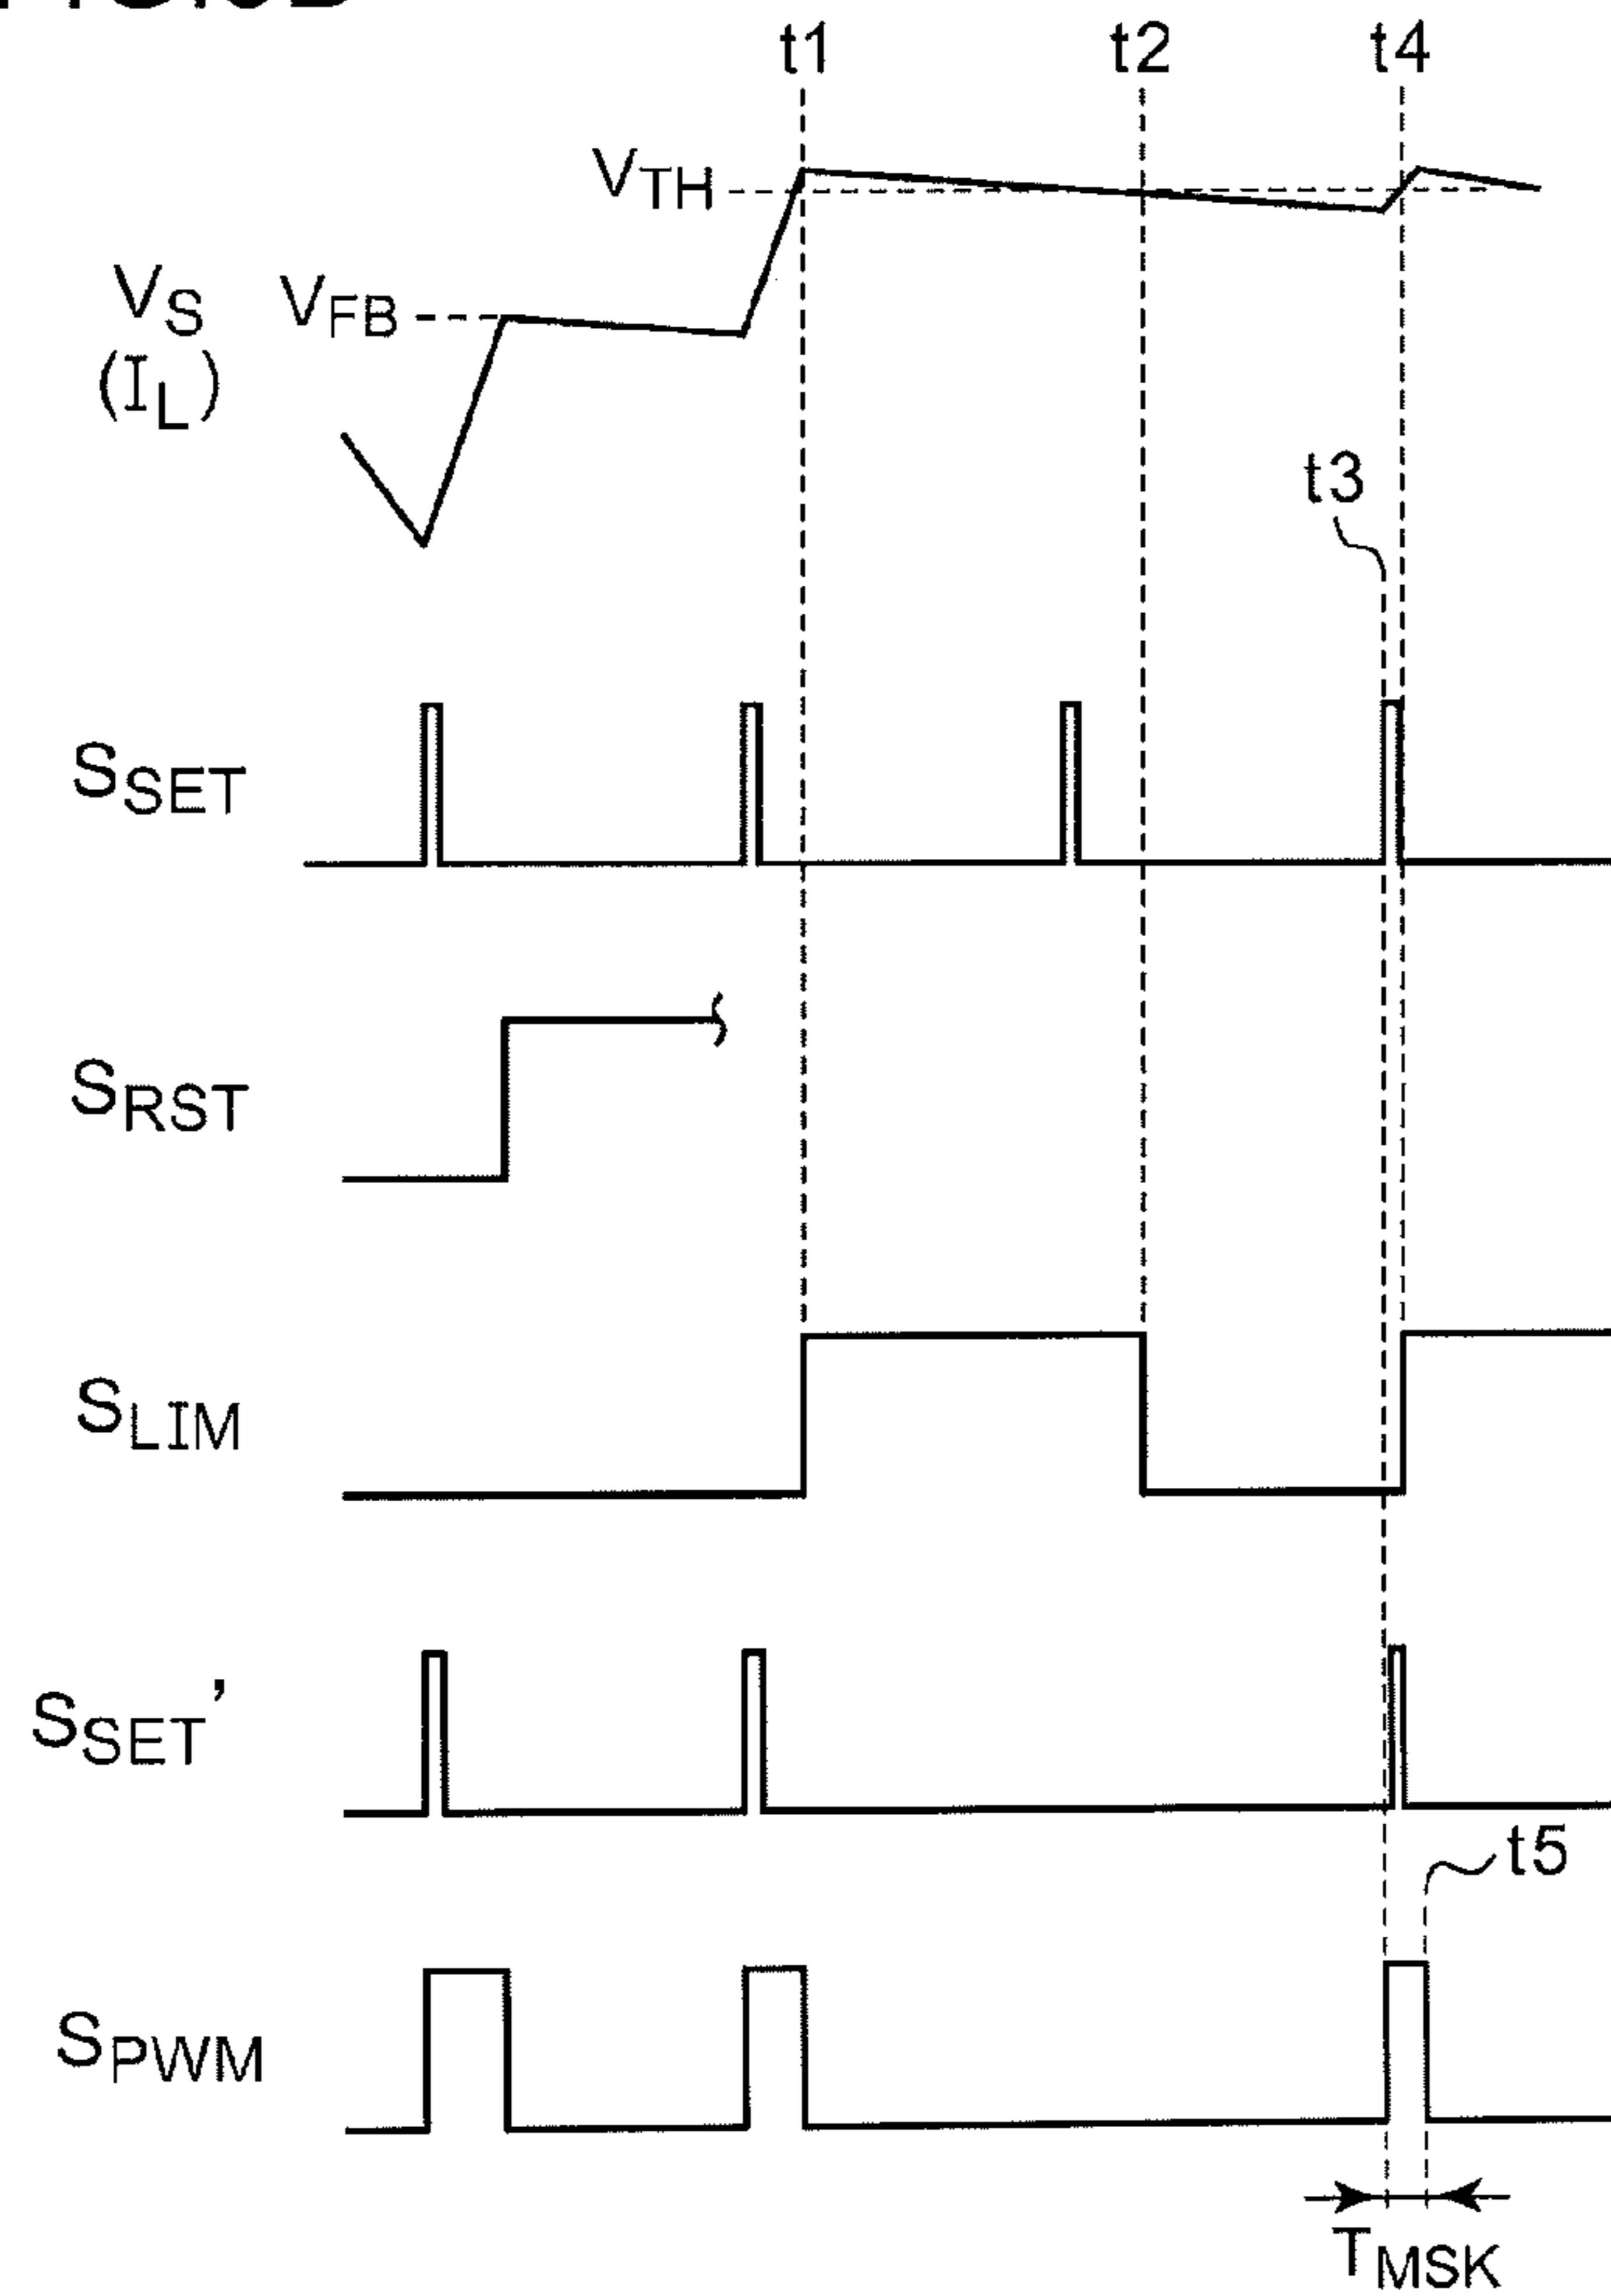 t1 t2 t4
VTH
VS VFB
(IL)
t3
SSET
SRST
SLIM
SSET'
t5
SPWM
TMSK